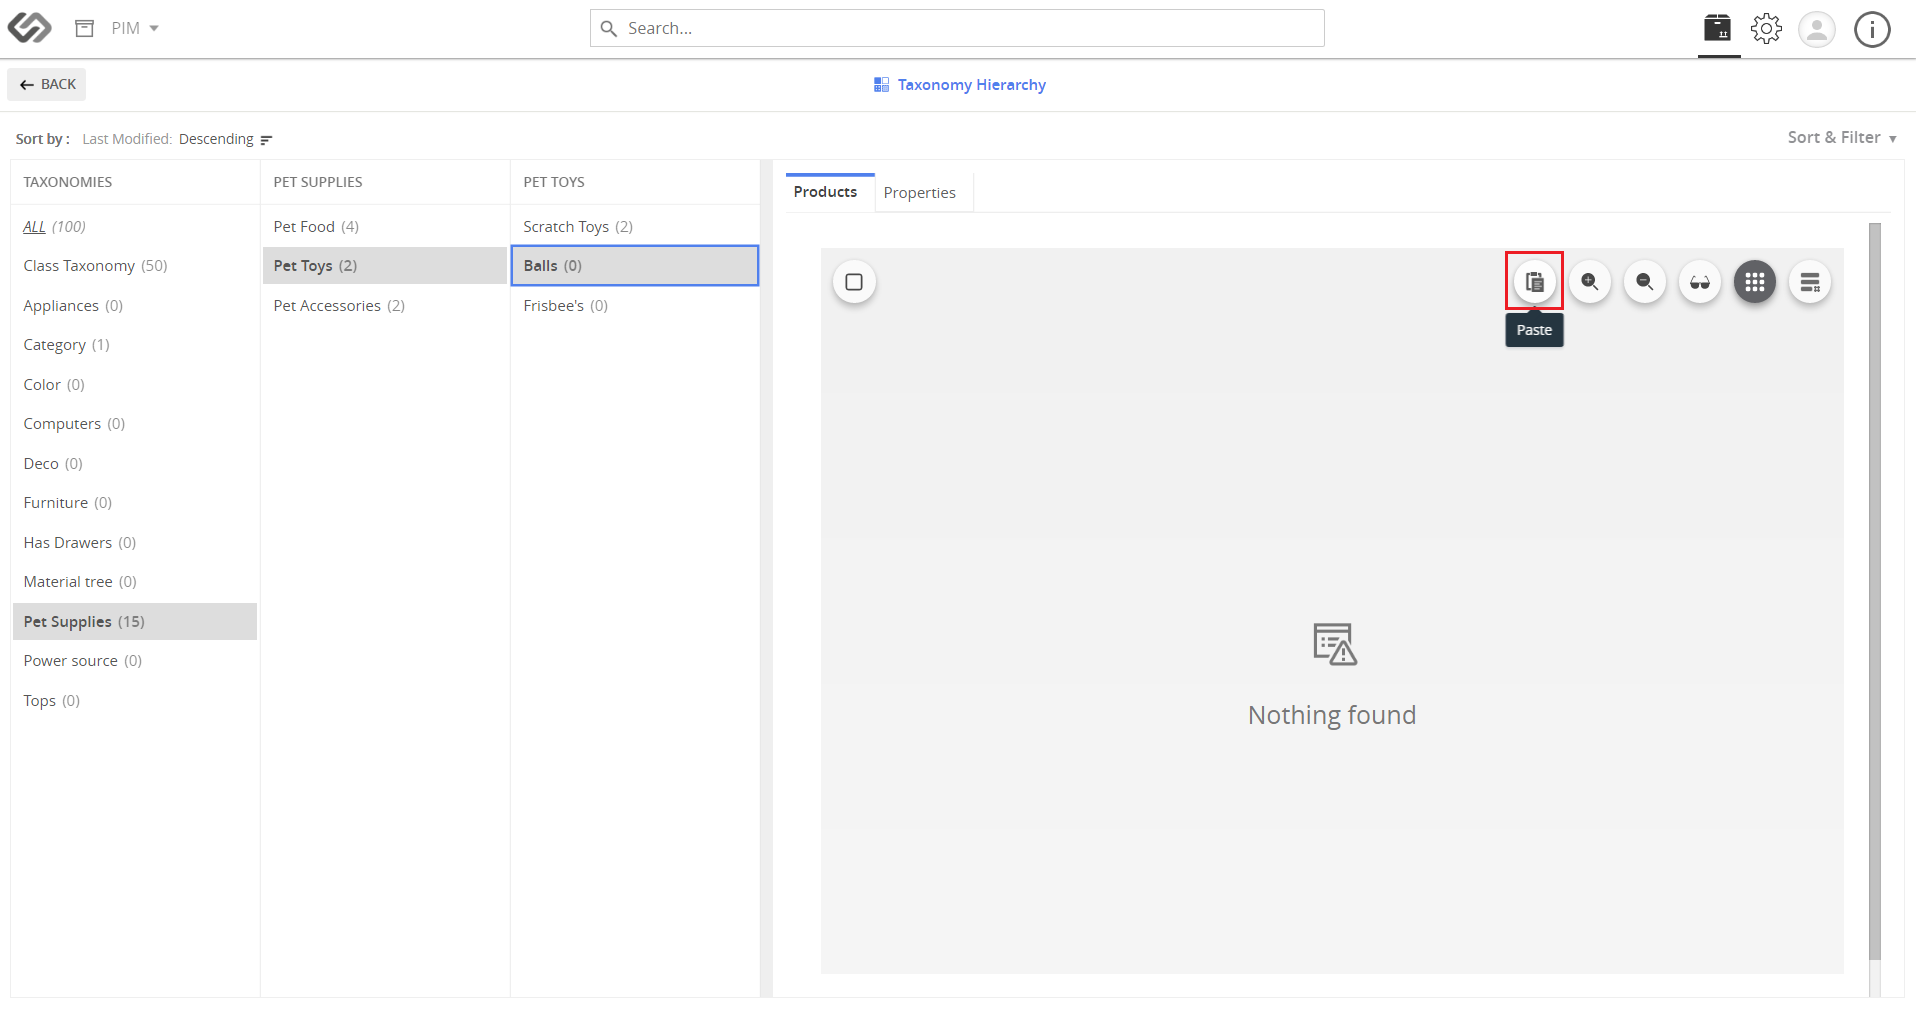 PIM
Search...
BACK
Taxonomy Hierarchy
Sort by : Last Modified: Descending
Sort & Filter
TAXONOMIES
ALL (100)
Class Taxonomy (50)
Appliances (0)
Category (1)
Color (0)
Computers (0)
Deco (0)
Furniture (0)
Has Drawers (0)
Material tree (0)
Pet Supplies (15)
Power source (0)
Tops (0)
PET SUPPLIES
Pet Food (4)
Pet Toys (2)
Pet Accessories (2)
PET TOYS
Scratch Toys (2)
Balls (0)
Frisbee's (0)
Products
Properties
Paste
Nothing found